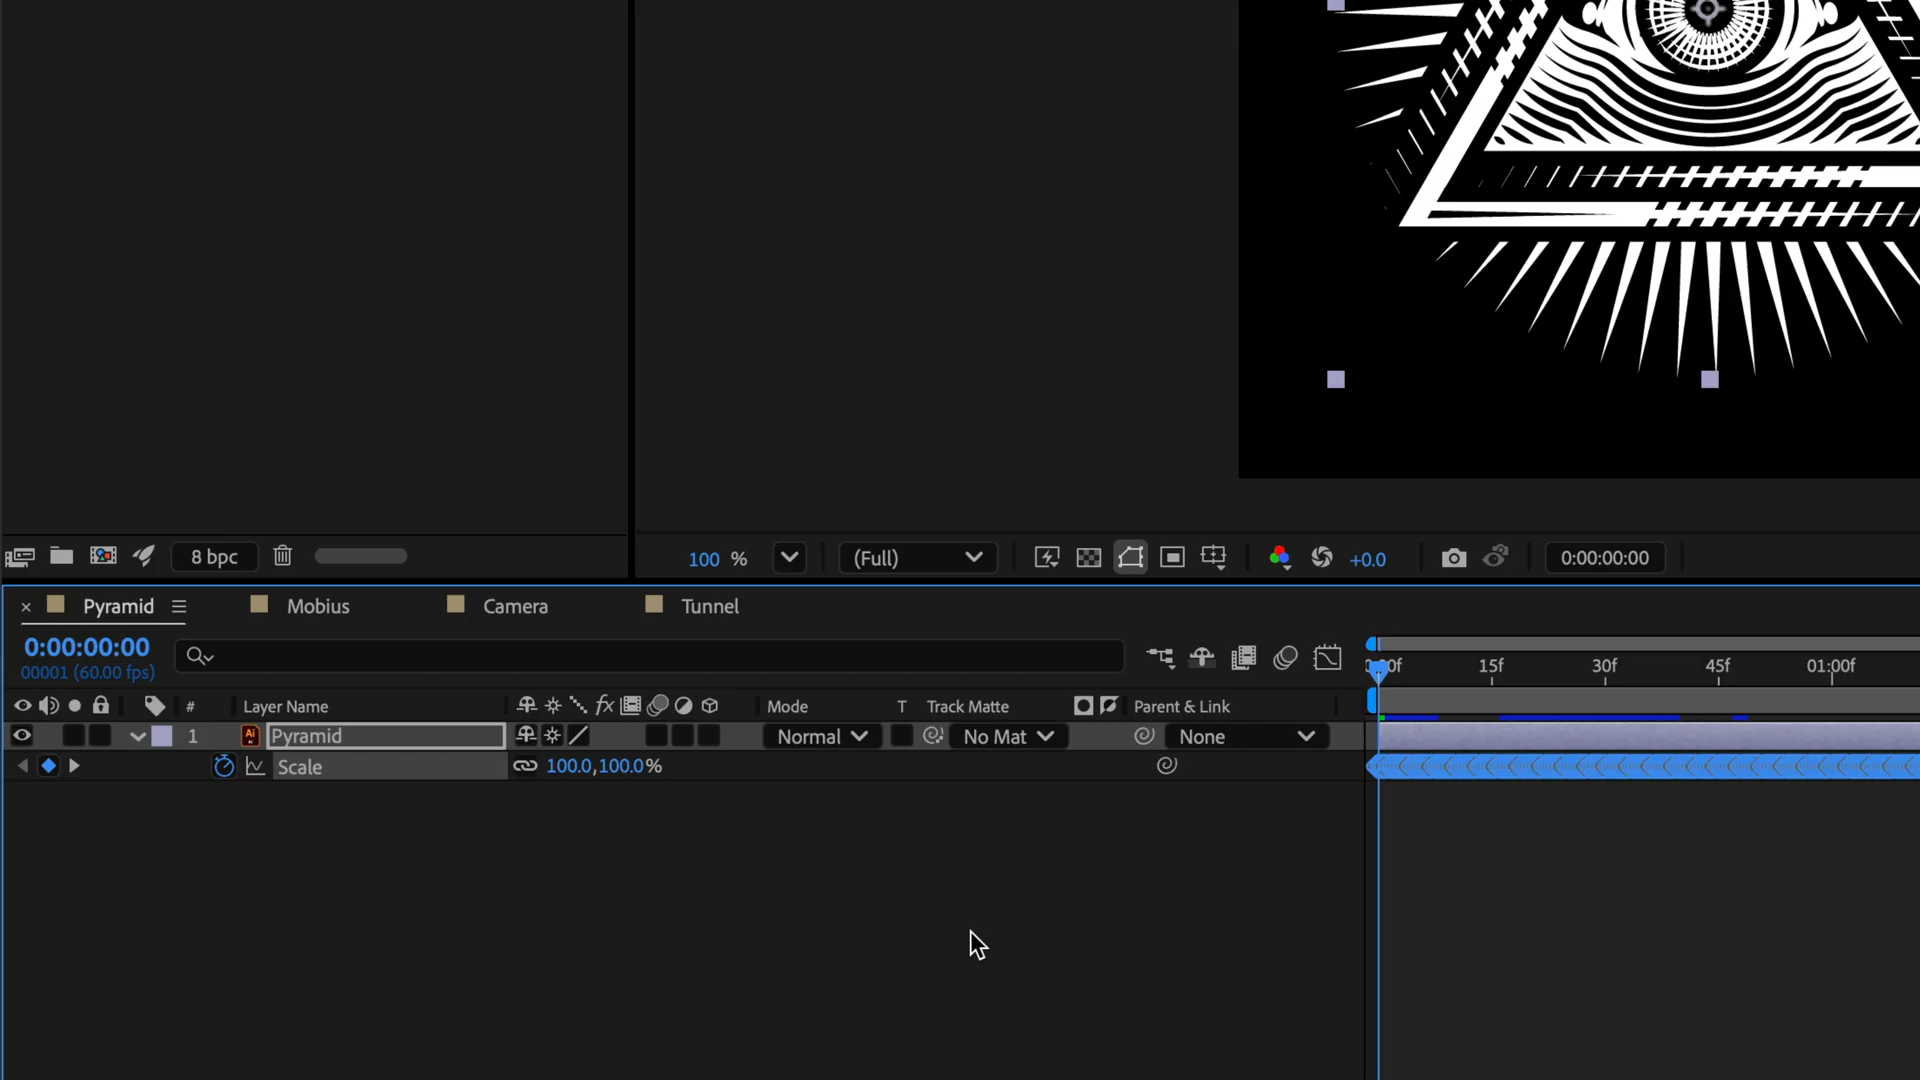 8 bpc
100 %
(Full)
+0.0
0:00:00:00
Pyramid
Mobius
Camera
Tunnel
0:00:00:00
00001 (60.00 fps)
15f
30f
45f
01:00f
#
Layer Name
fx
Mode
T
Track Matte
Parent & Link
1
Ai
Pyramid
Normal
No Mat
None
Scale
100.0,100.0%